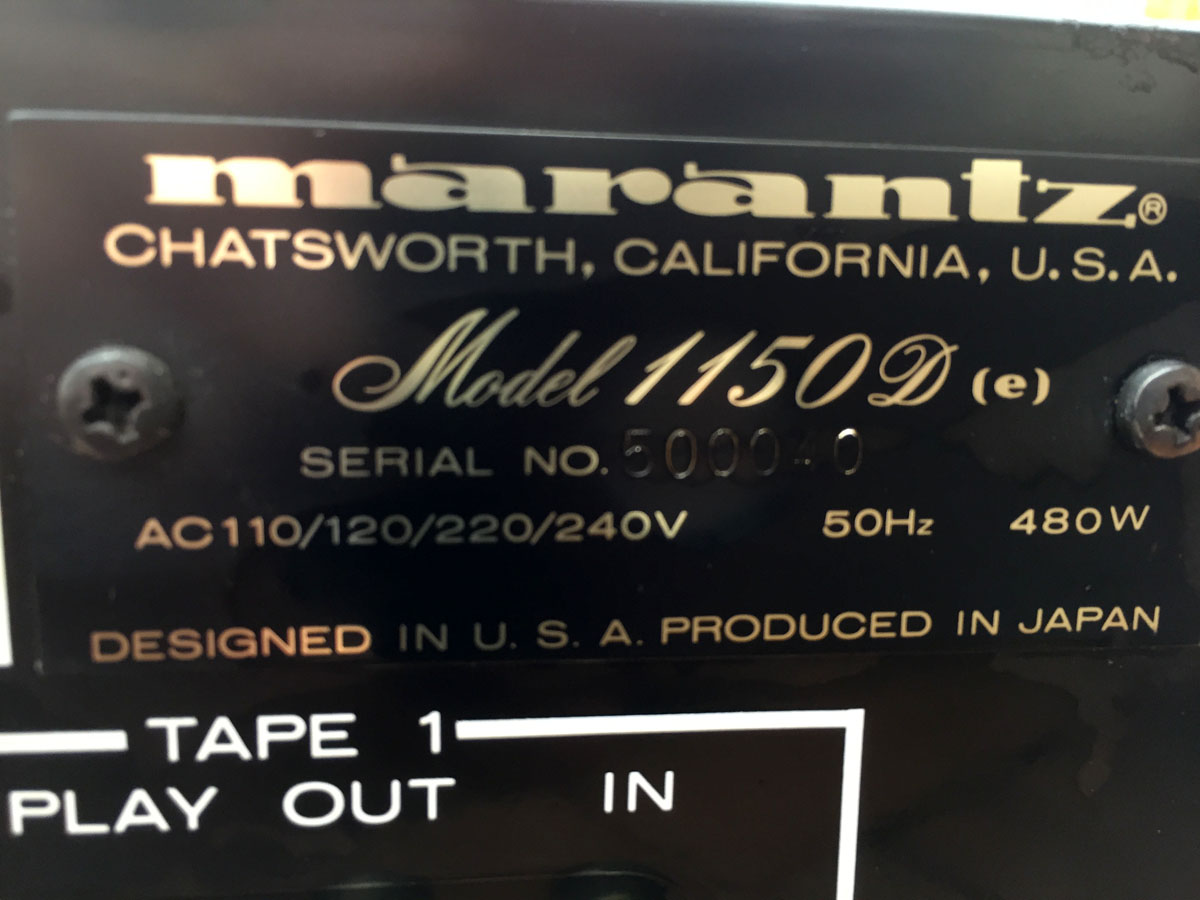 marantz®
CHATSWORTH, CALIFORNIA, U.S.A.
Model 1150D (e)
SERIAL NO. 500040
AC110/120/220/240V 50Hz 480W
DESIGNED IN U.S.A. PRODUCED IN JAPAN
TAPE 1
PLAY OUT IN